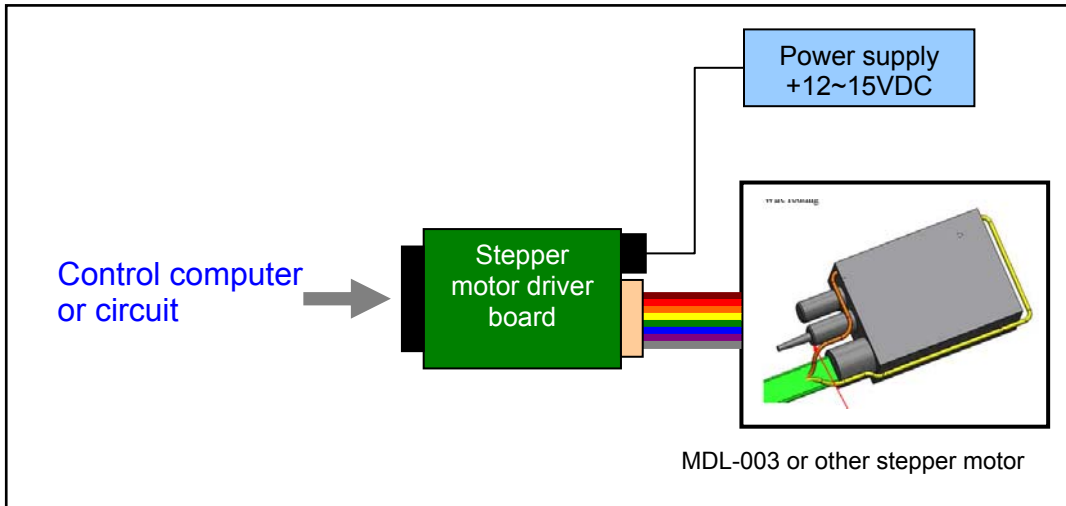 Power supply
+12~15VDC
Stepper
motor driver
board
Control computer
or circuit
MDL-003 or other stepper motor